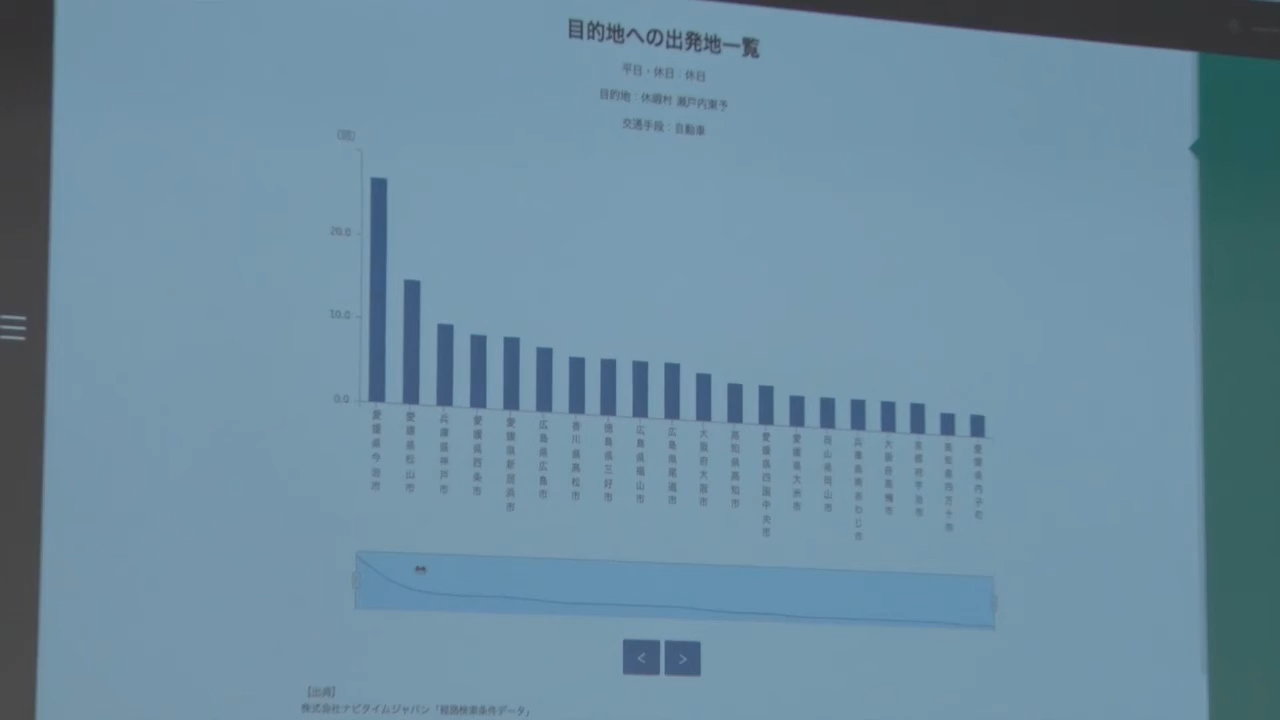 目的地への出発地一覧
平日・休日：休日
目的地：休暇村 瀬戸内東予
交通手段：自動車
(回)
20.0
10.0
0.0
愛媛県今治市
愛媛県松山市
兵庫県神戸市
愛媛県西条市
愛媛県新居浜市
広島県広島市
香川県高松市
徳島県三好市
広島県福山市
広島県尾道市
大阪府大阪市
高知県高知市
愛媛県四国中央市
愛媛県大洲市
岡山県岡山市
兵庫県南あわじ市
大阪府高槻市
京都府宇治市
高知県四万十市
愛媛県内子町
<
>
【出典】
株式会社ナビタイムジャパン「経路検索条件データ」